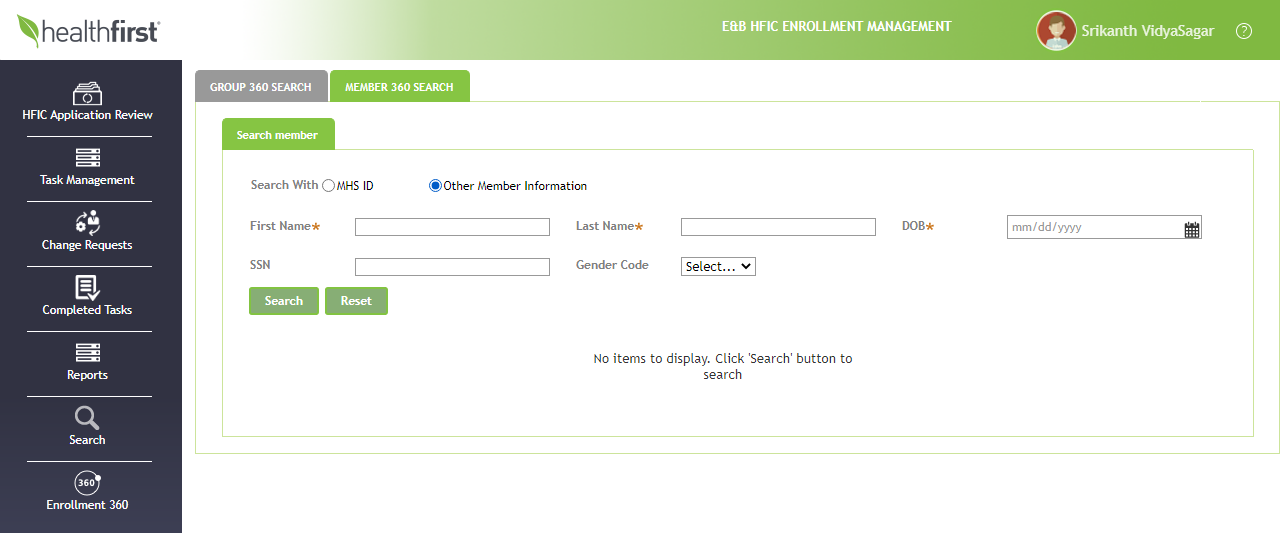 healthfirst
E&B HFIC ENROLLMENT MANAGEMENT
Srikanth VidyaSagar
?
HFIC Application Review
Task Management
Change Requests
Completed Tasks
Reports
Search
360
Enrollment 360
GROUP 360 SEARCH
MEMBER 360 SEARCH
Search member
Search With MHS ID Other Member Information
First Name* Last Name* DOB* mm/dd/yyyy
SSN Gender Code Select...
Search Reset
No items to display. Click 'Search' button to
search